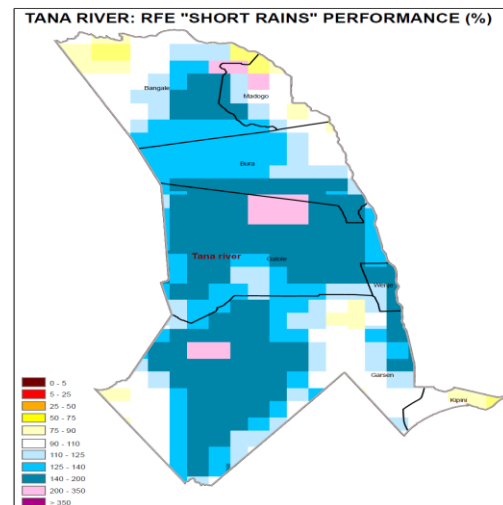 TANA RIVER: RFE "SHORT RAINS" PERFORMANCE (%)
Bangale
Madogo
Bura
Tana river
Galole
Wenje
Garsen
Kipini
0 - 5
5 - 25
25 - 50
50 - 75
75 - 90
90 - 110
110 - 125
125 - 140
140 - 200
200 - 350
> 350